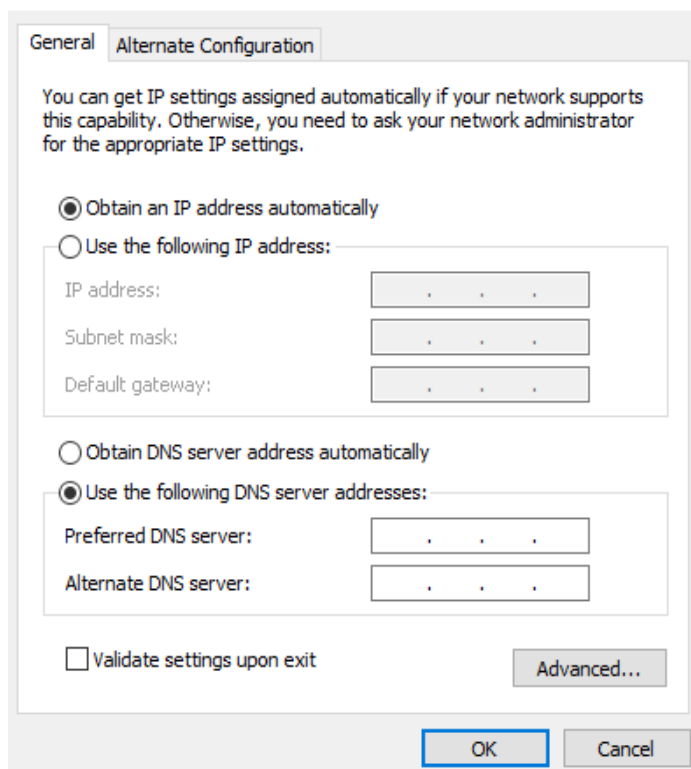 General
Alternate Configuration
You can get IP settings assigned automatically if your network supports
this capability. Otherwise, you need to ask your network administrator
for the appropriate IP settings.
Obtain an IP address automatically
Use the following IP address:
IP address:
. . .
Subnet mask:
. . .
Default gateway:
. . .
Obtain DNS server address automatically
Use the following DNS server addresses:
Preferred DNS server:
. . .
Alternate DNS server:
. . .
Validate settings upon exit
Advanced...
OK
Cancel